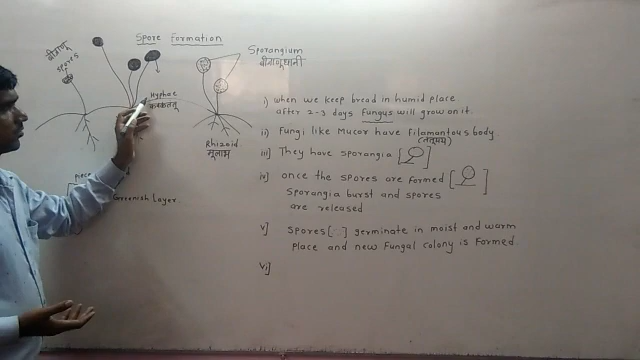 Spore Formation
बीजाणू
spores
Sporangium
बीजाणूधानी
Hyphae
कवकतंतू
Rhizoid
मूलाभ
piece
Greenish layer
i) When we keep bread in humid place
after 2-3 days Fungus will grow on it.
ii) Fungi like Mucor have filamantous body
(तंतूमय)
iii] They have sporangia [ ]
iv] once the spores are formed [ ]
Sporangia burst and spores
are released
v] Spores [ ] germinate in moist and warm
place and new Fungal colony is formed.
vi]